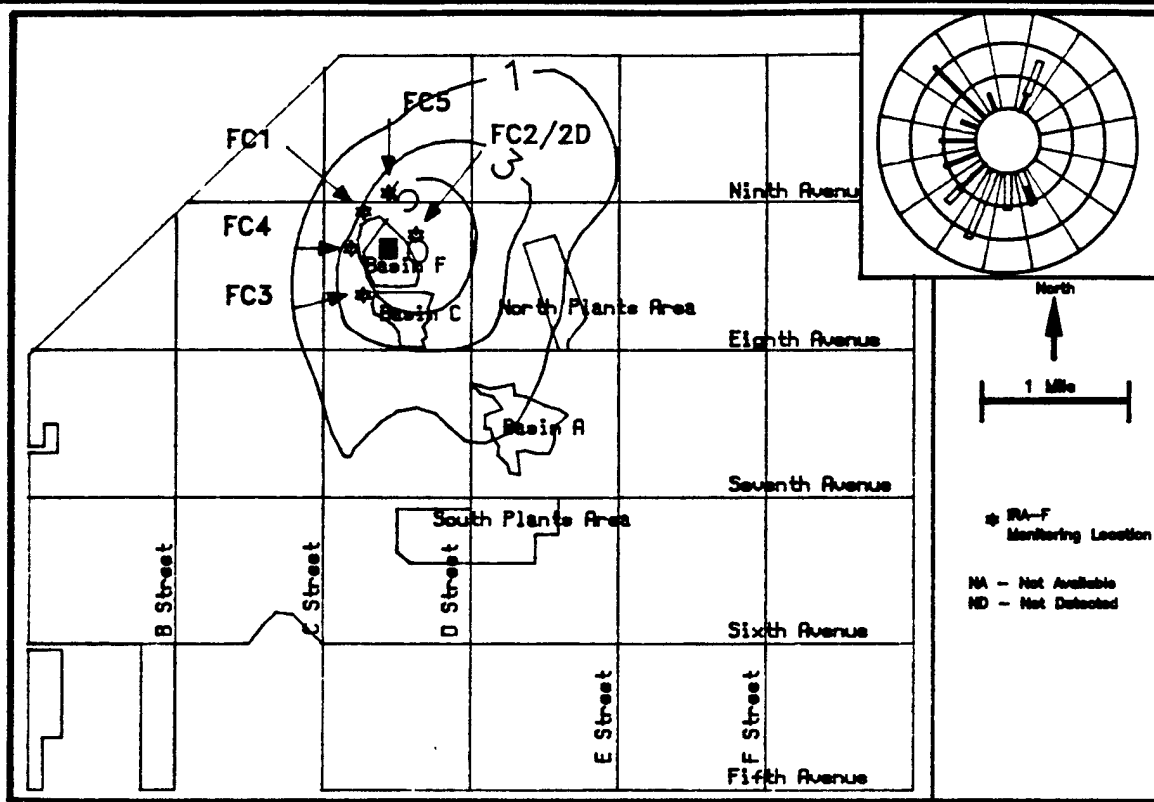 1
FC5
FC1
FC2/2D
3
Ninth Avenue
FC4
Basin F
North
FC3
Basin C
North Plants Area
Eighth Avenue
1 Mile
Basin A
Seventh Avenue
South Plants Area
IRA-F
Monitoring Location
NA - Not Available
ND - Not Detected
B Street
C Street
D Street
Sixth Avenue
E Street
F Street
Fifth Avenue